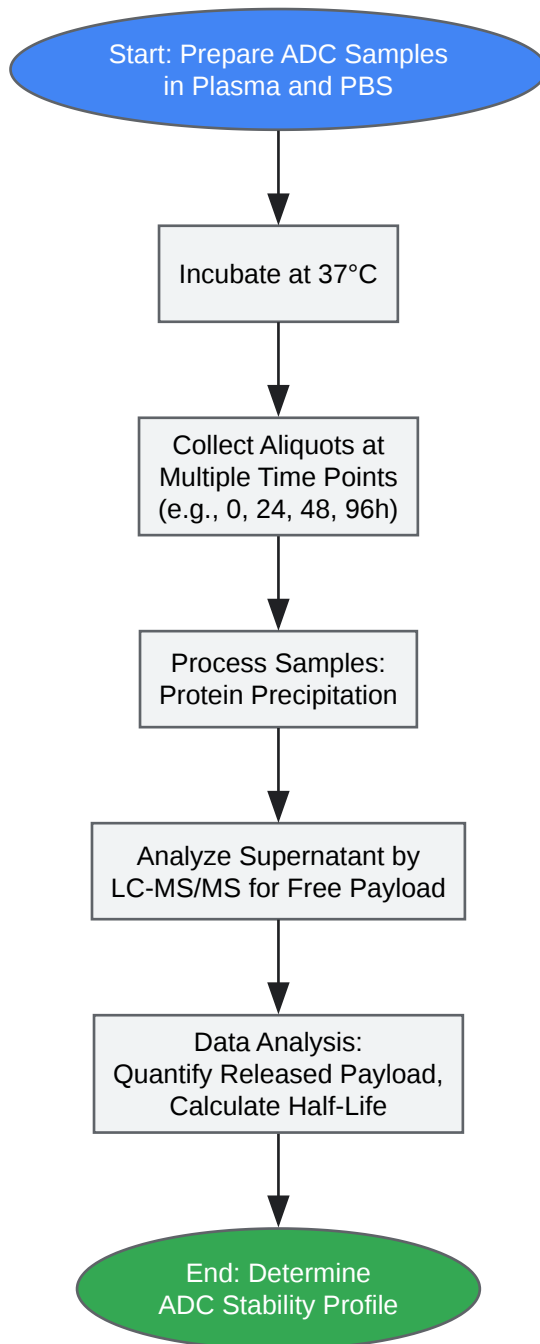 Start: Prepare ADC Samples
in Plasma and PBS
Incubate at 37°C
Collect Aliquots at
Multiple Time Points
(e.g., 0, 24, 48, 96h)
Process Samples:
Protein Precipitation
Analyze Supernatant by
LC-MS/MS for Free Payload
Data Analysis:
Quantify Released Payload,
Calculate Half-Life
End: Determine
ADC Stability Profile